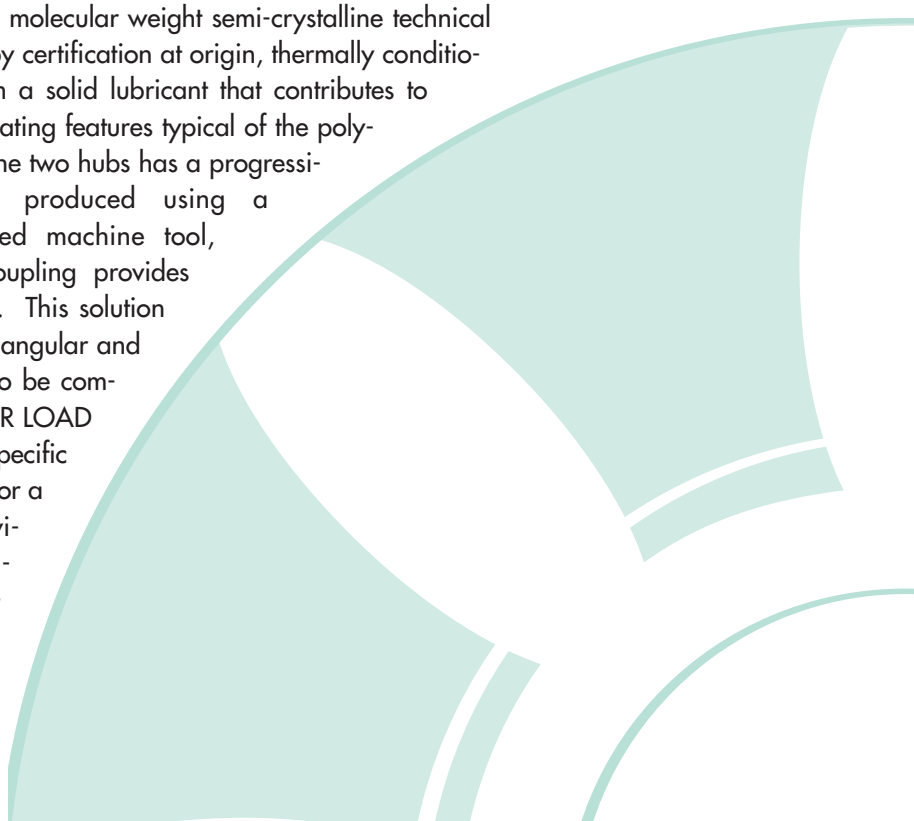 molecular weight semi-crystalline technical
y certification at origin, thermally conditio-
a solid lubricant that contributes to
ating features typical of the poly-
he two hubs has a progressi-
produced using a
ed machine tool,
oupling provides
. This solution
angular and
o be com-
R LOAD
pecific
or a
vi-
-